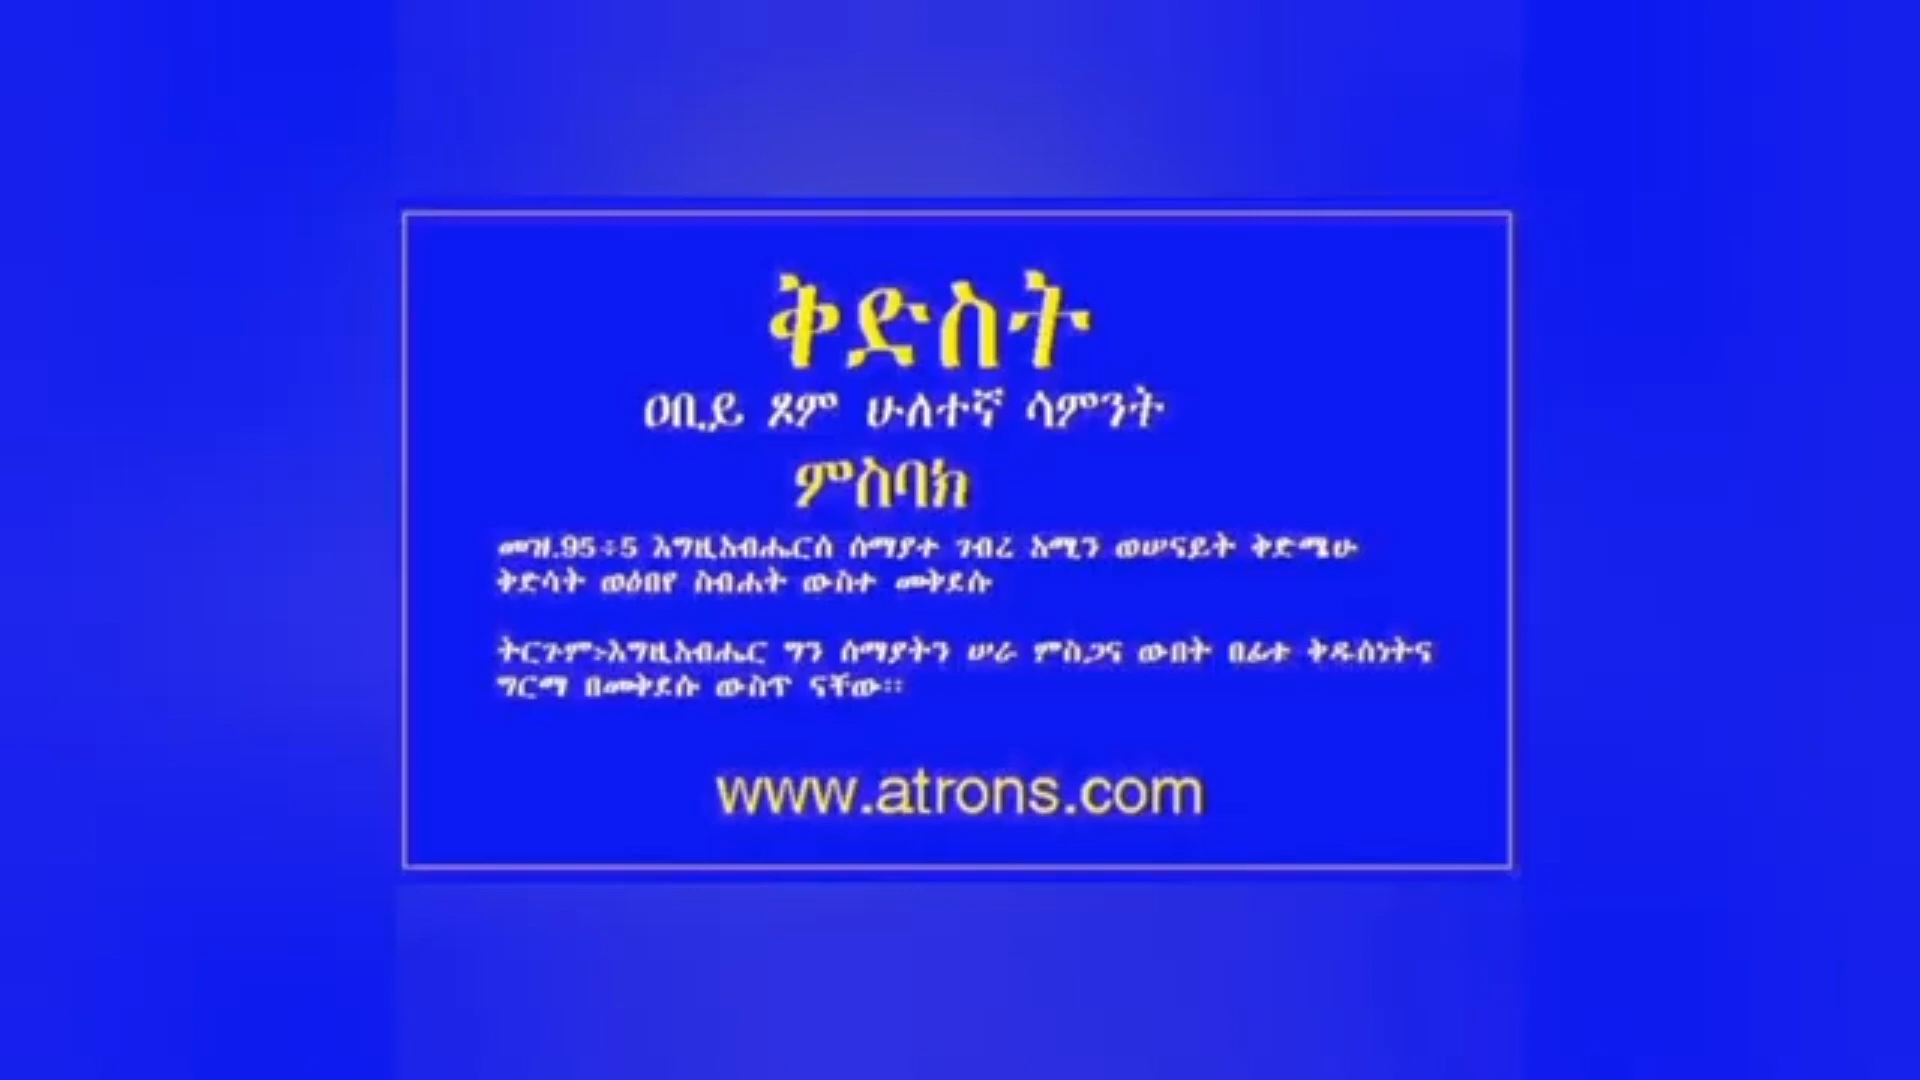 ቅድስት
ዐቢይ ጾም ሁለተኛ ሳምንት
ምስባክ
መዝ.95÷5 እግዚአብሔርሰ ሰማያተ ገብረ አሚን ወሠናይት ቅድሜሁ
ቅድሳት ወዕበየ ስብሐት ውስተ መቅደሱ
ትርጉም፦እግዚአብሔር ግን ሰማያትን ሠራ ምስጋና ውበት በፊቱ ቅዱስነትና
ግርማ በመቅደሱ ውስጥ ናቸው፡፡
www.atrons.com